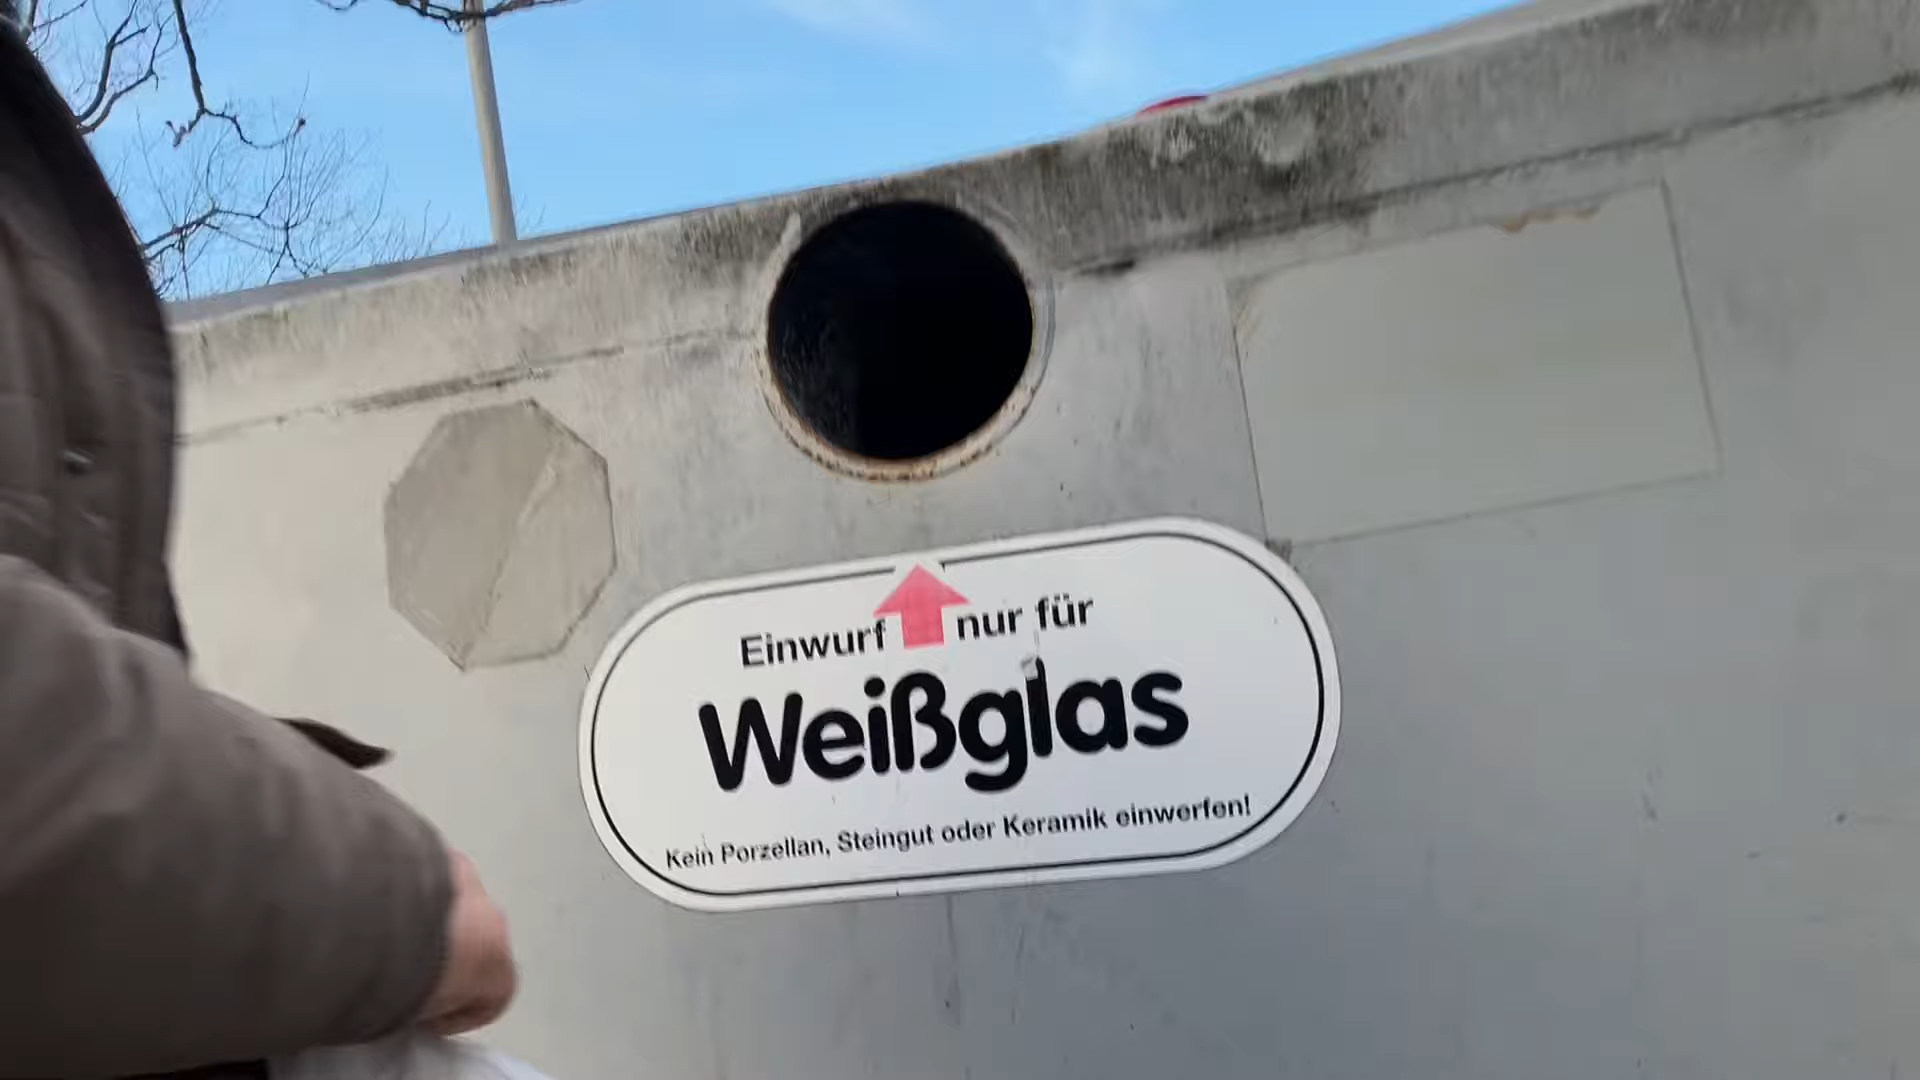 Einwurf nur für
Weißglas
Kein Porzellan, Steingut oder Keramik einwerfen!